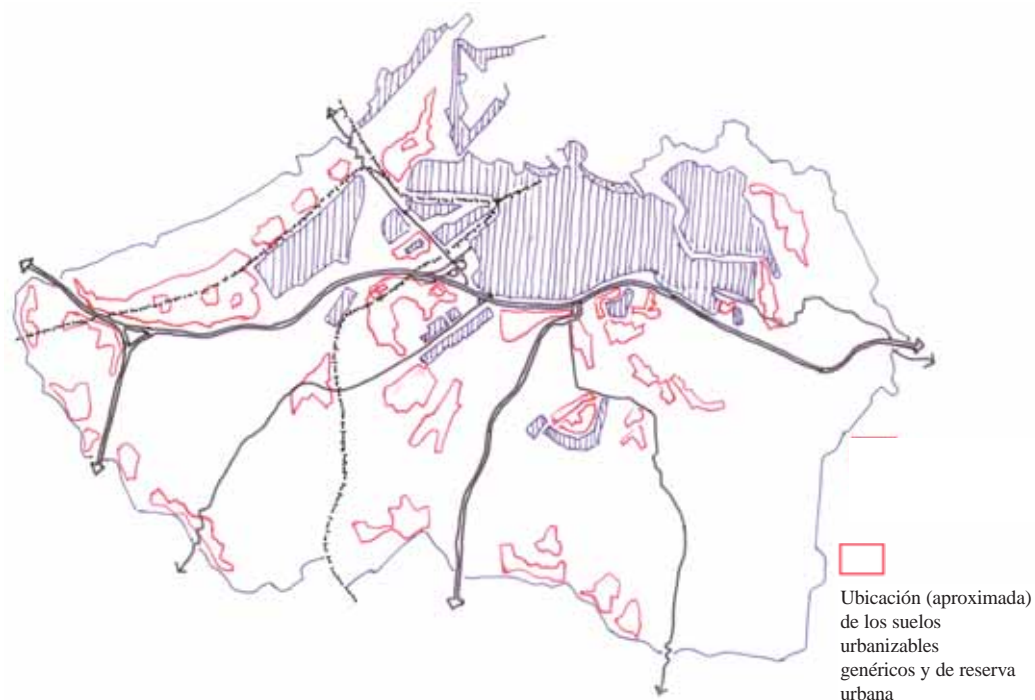 Ubicación (aproximada)
de los suelos
urbanizables
genéricos y de reserva
urbana